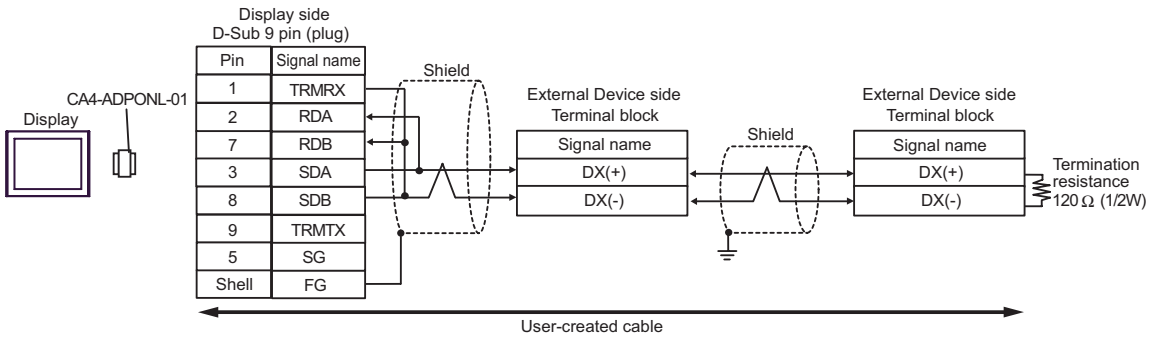 Display side
D-Sub 9 pin (plug)
Pin Signal name
1 TRMRX
2 RDA
7 RDB
3 SDA
8 SDB
9 TRMTX
5 SG
Shell FG
CA4-ADPONL-01
Display
Shield
External Device side
Terminal block
Signal name
DX(+)
DX(-)
Shield
External Device side
Terminal block
Signal name
DX(+)
DX(-)
Termination
resistance
120 Ω (1/2W)
User-created cable